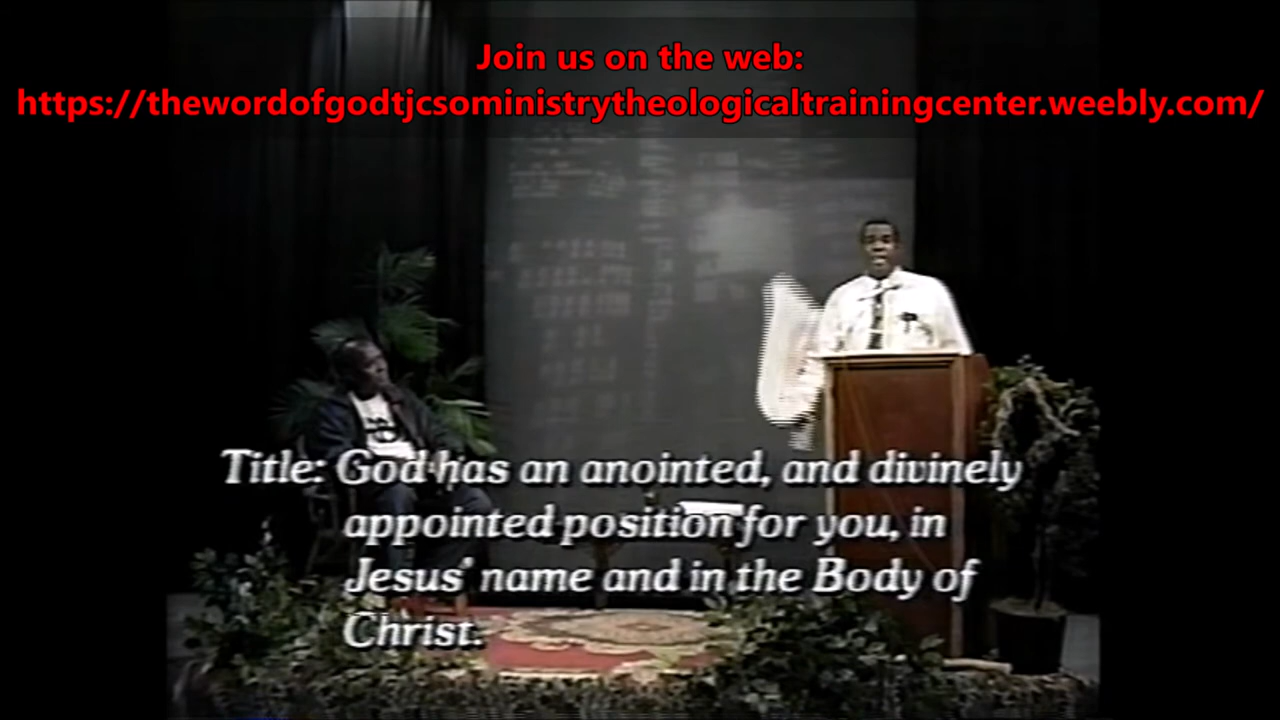 Join us on the web:
https://thewordofgodtjcsoministrytheologicaltrainingcenter.weebly.com/
Title: God has an anointed, and divinely
appointed position for you, in
Jesus' name and in the Body of
Christ.